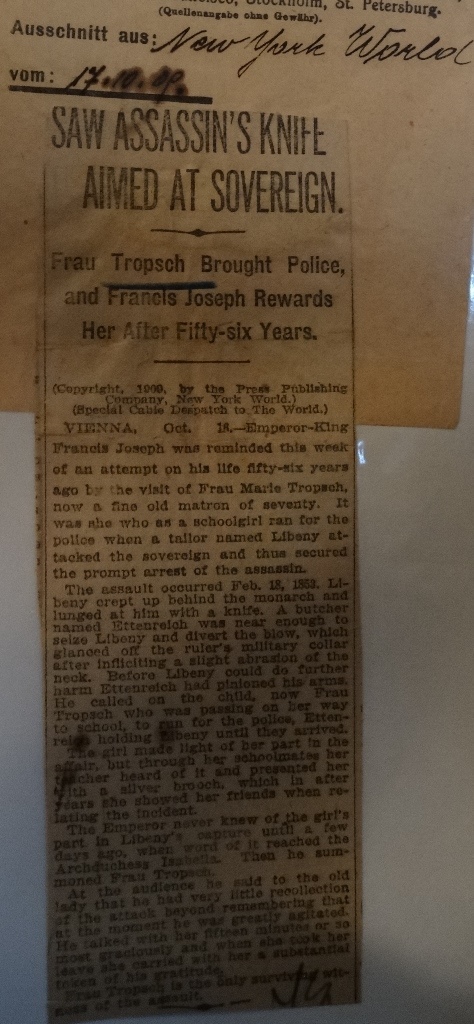 Stockholm, St. Petersburg.
(Quellenangabe ohne Gewähr).
Ausschnitt aus: New York World
vom: 17.10.09.
SAW ASSASSIN'S KNIFE
AIMED AT SOVEREIGN.
Frau Tropsch Brought Police,
and Francis Joseph Rewards
Her After Fifty-six Years.
(Copyright, 1909, by the Press Publishing
Company, New York World.)
(Special Cable Despatch to The World.)
VIENNA, Oct. 16.—Emperor-King
Francis Joseph was reminded this week
of an attempt on his life fifty-six years
ago by the visit of Frau Marie Tropsch,
now a fine old matron of seventy. It
was she who as a schoolgirl ran for the
police when a tailor named Libeny at-
tacked the sovereign and thus secured
the prompt arrest of the assassin.
The assault occurred Feb. 18, 1853. Li-
beny crept up behind the monarch and
lunged at him with a knife. A butcher
named Ettenreich was near enough to
seize Libeny and divert the blow, which
glanced off the ruler's military collar
after inflicting a slight abrasion of the
neck. Before Libeny could do further
harm Ettenreich had pinioned his arms.
He called on the child, now Frau
Tropsch who was passing on her way
to school, to run for the police, Etten-
reich holding Libeny until they arrived.
The girl made light of her part in the
affair, but through her schoolmates her
teacher heard of it and presented her
with a silver brooch, which in after
years she showed her friends when re-
lating the incident.
The Emperor never knew of the girl's
part in Libeny's capture until a few
days ago, when word of it reached the
Archduchess Isabella. Then he sum-
moned Frau Tropsch.
At the audience he said to the old
lady that he had very little recollection
of the attack beyond remembering that
at the moment he was greatly agitated.
He talked with her fifteen minutes or so
most graciously and when she took her
leave she carried with her a substantial
token of his gratitude.
Frau Tropsch is the only surviving wit-
ness of the assault.